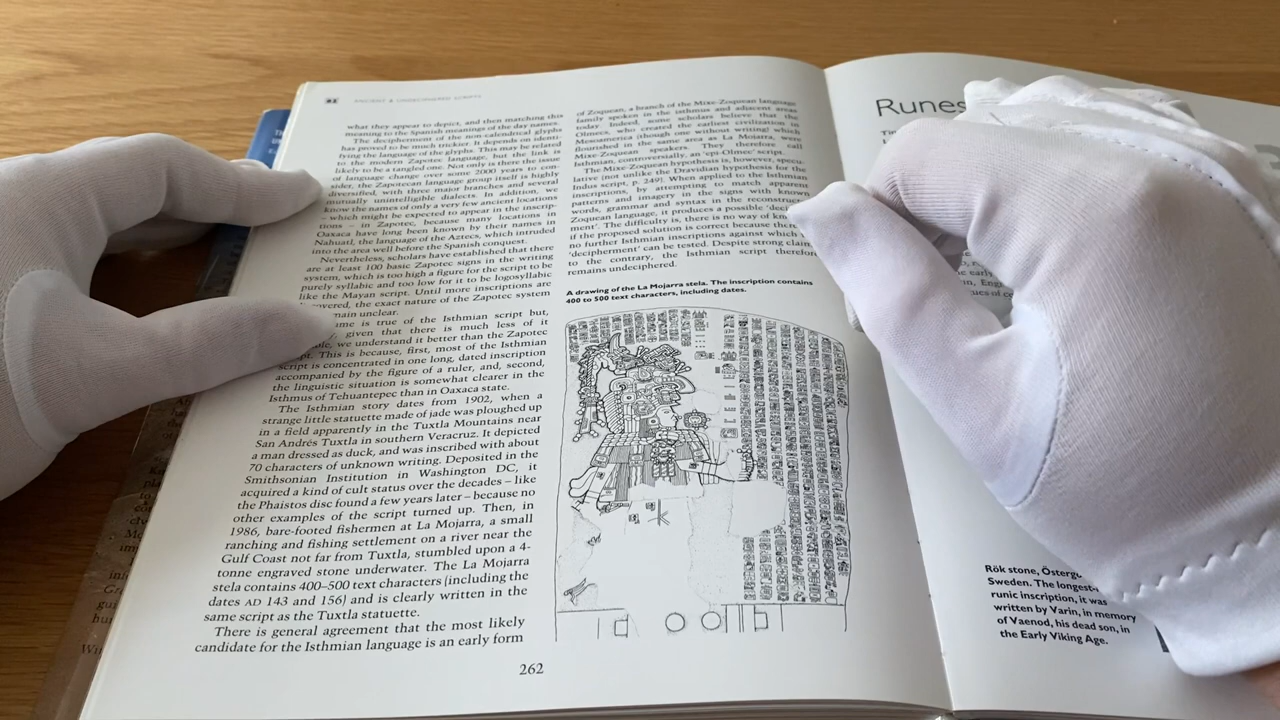 ANCIENT & UNDECIPHERED SCRIPTS
what they appear to depict, and then matching this
meaning to the Spanish meanings of the day names.
The decipherment of the non-calendrical glyphs
has proved to be much trickier. It depends on identi-
fying the language of the glyphs. This may be related
to the modern Zapotec language, but the link is
likely to be a tangled one. Not only is there the issue
of language change over some 2000 years to con-
sider, the Zapotecan language group itself is highly
diversified, with three major branches and several
mutually unintelligible dialects. In addition, we
know the names of only a very few ancient locations
– which might be expected to appear in the inscrip-
tions – in Zapotec, because many locations in
Oaxaca have long been known by their names in
Nahuatl, the language of the Aztecs, which intruded
into the area well before the Spanish conquest.
Nevertheless, scholars have established that there
are at least 100 basic Zapotec signs in the writing
system, which is too high a figure for the script to be
purely syllabic and too low for it to be logosyllabic
like the Mayan script. Until more inscriptions are
overed, the exact nature of the Zapotec system
main unclear.
me is true of the Isthmian script but,
given that there is much less of it
le, we understand it better than the Zapotec
pt. This is because, first, most of the Isthmian
script is concentrated in one long, dated inscription
accompanied by the figure of a ruler, and, second,
the linguistic situation is somewhat clearer in the
Isthmus of Tehuantepec than in Oaxaca state.
The Isthmian story dates from 1902, when a
strange little statuette made of jade was ploughed up
in a field apparently in the Tuxtla Mountains near
San Andrés Tuxtla in southern Veracruz. It depicted
a man dressed as duck, and was inscribed with about
70 characters of unknown writing. Deposited in the
Smithsonian Institution in Washington DC, it
acquired a kind of cult status over the decades – like
the Phaistos disc found a few years later – because no
other examples of the script turned up. Then, in
1986, bare-footed fishermen at La Mojarra, a small
ranching and fishing settlement on a river near the
Gulf Coast not far from Tuxtla, stumbled upon a 4-
tonne engraved stone underwater. The La Mojarra
stela contains 400–500 text characters (including the
dates AD 143 and 156) and is clearly written in the
same script as the Tuxtla statuette.
There is general agreement that the most likely
candidate for the Isthmian language is an early form
of Zoquean, a branch of the Mixe-Zoquean language
family spoken in the isthmus and adjacent areas
today. Indeed, some scholars believe that the
Olmecs, who created the earliest civilization in
Mesoamerica (though one without writing) which
flourished in the same area as La Mojarra, were
Mixe-Zoquean speakers. They therefore call
Isthmian, controversially, an 'epi-Olmec' script.
The Mixe-Zoquean hypothesis is, however, specu-
lative (not unlike the Dravidian hypothesis for the
Indus script, p. 249). When applied to the Isthmian
inscriptions, by attempting to match apparent
patterns and imagery in the signs with known
words, grammar and syntax in the reconstruc
Zoquean language, it produces a possible 'deci
ment'. The difficulty is, there is no way of kno
if the proposed solution is correct because ther
no further Isthmian inscriptions against which
'decipherment' can be tested. Despite strong claim
to the contrary, the Isthmian script therefore
remains undeciphered.
A drawing of the La Mojarra stela. The inscription contains
400 to 500 text characters, including dates.
262
Runes
Rök stone, Österg
Sweden. The longest
runic inscription, it was
written by Varin, in memory
of Vaenod, his dead son, in
the Early Viking Age.